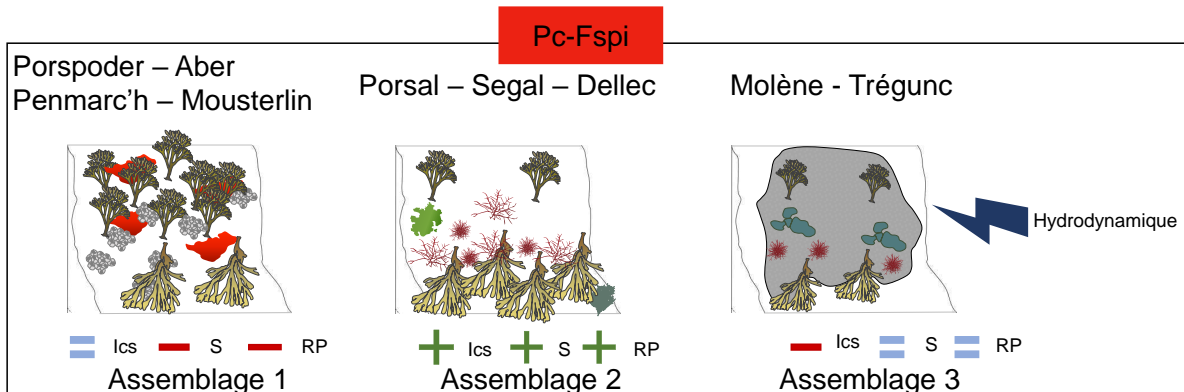 Pc-Fspi
Porspoder – Aber
Penmarc'h – Mousterlin
Porsal – Segal – Dellec
Molène - Trégunc
Hydrodynamique
Ics S RP
Ics S RP
Ics S RP
Assemblage 1
Assemblage 2
Assemblage 3